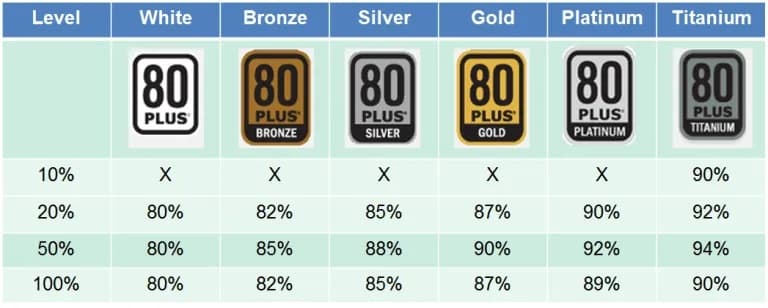 Level White Bronze Silver Gold Platinum Titanium
80 PLUS® 80 PLUS® BRONZE 80 PLUS® SILVER 80 PLUS® GOLD 80 PLUS® PLATINUM 80 PLUS® TITANIUM
10% X X X X X 90%
20% 80% 82% 85% 87% 90% 92%
50% 80% 85% 88% 90% 92% 94%
100% 80% 82% 85% 87% 89% 90%